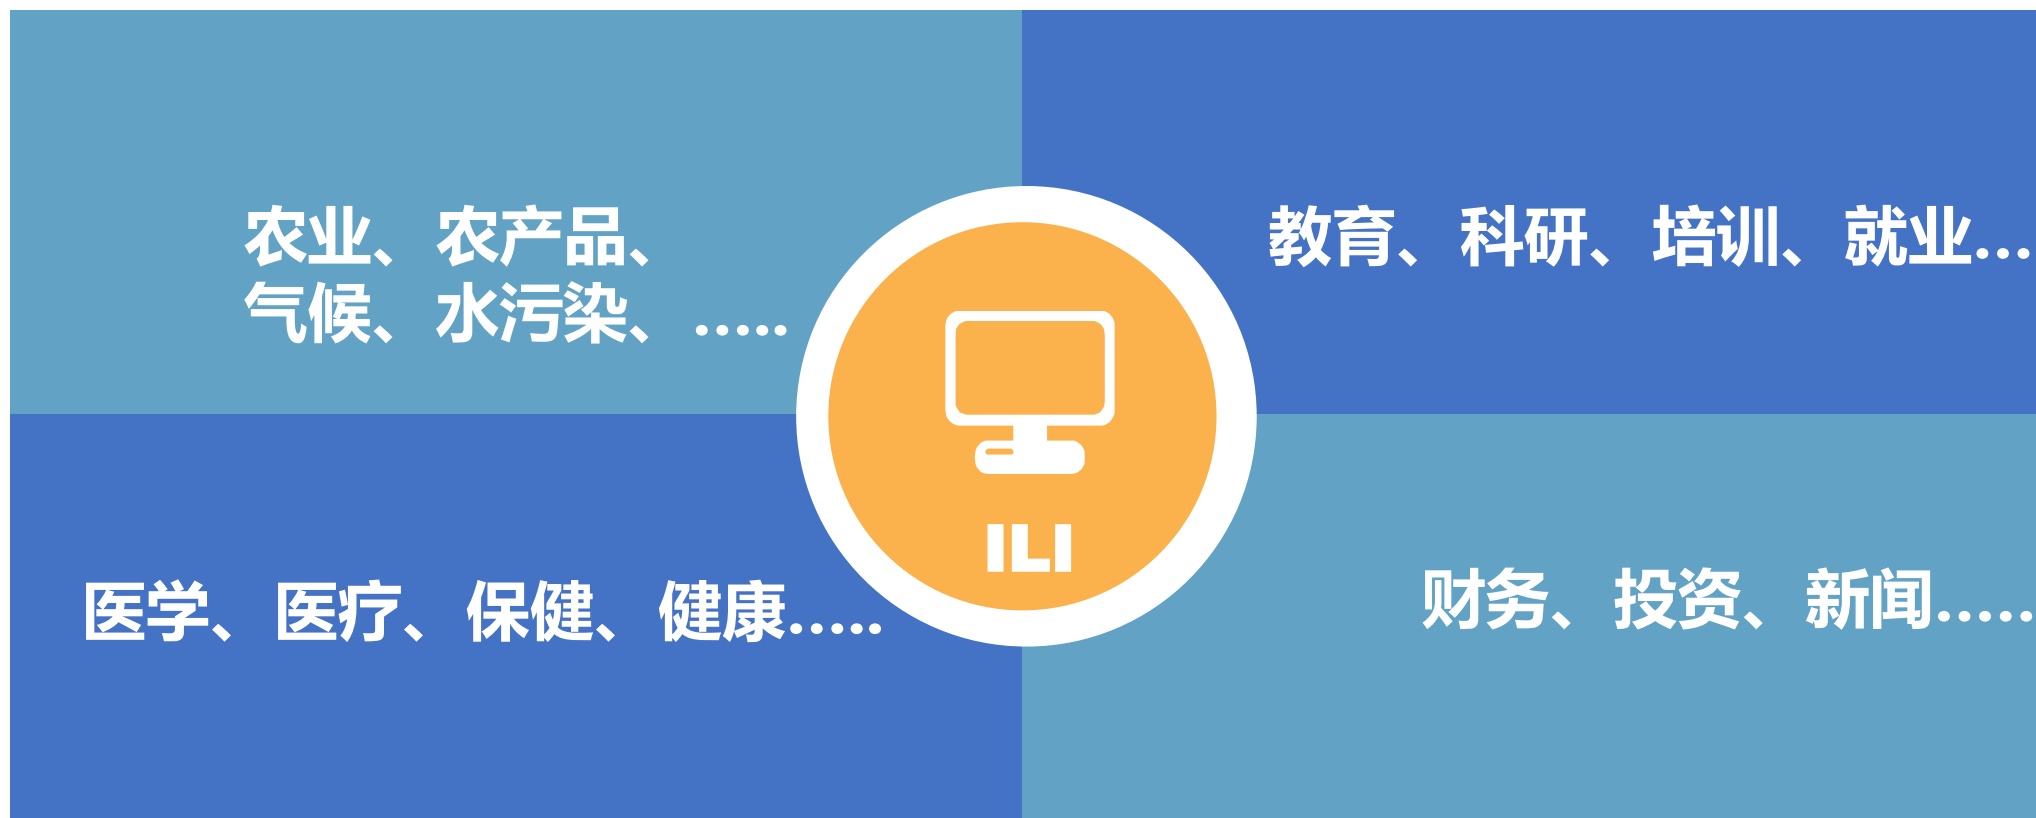 农业、农产品、
气候、水污染、.....
教育、科研、培训、就业...
ILI
医学、医疗、保健、健康.....
财务、投资、新闻.....